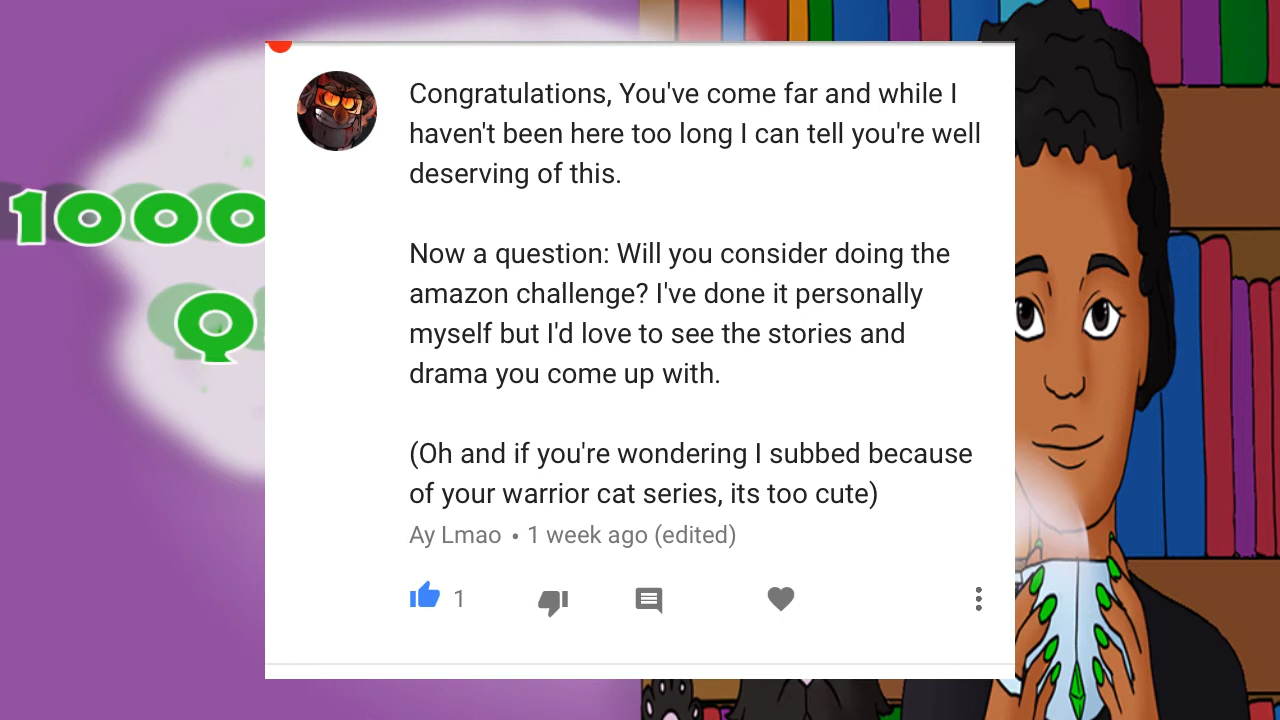 1000
Q
Congratulations, You've come far and while I
haven't been here too long I can tell you're well
deserving of this.
Now a question: Will you consider doing the
amazon challenge? I've done it personally
myself but I'd love to see the stories and
drama you come up with.
(Oh and if you're wondering I subbed because
of your warrior cat series, its too cute)
Ay Lmao • 1 week ago (edited)
1